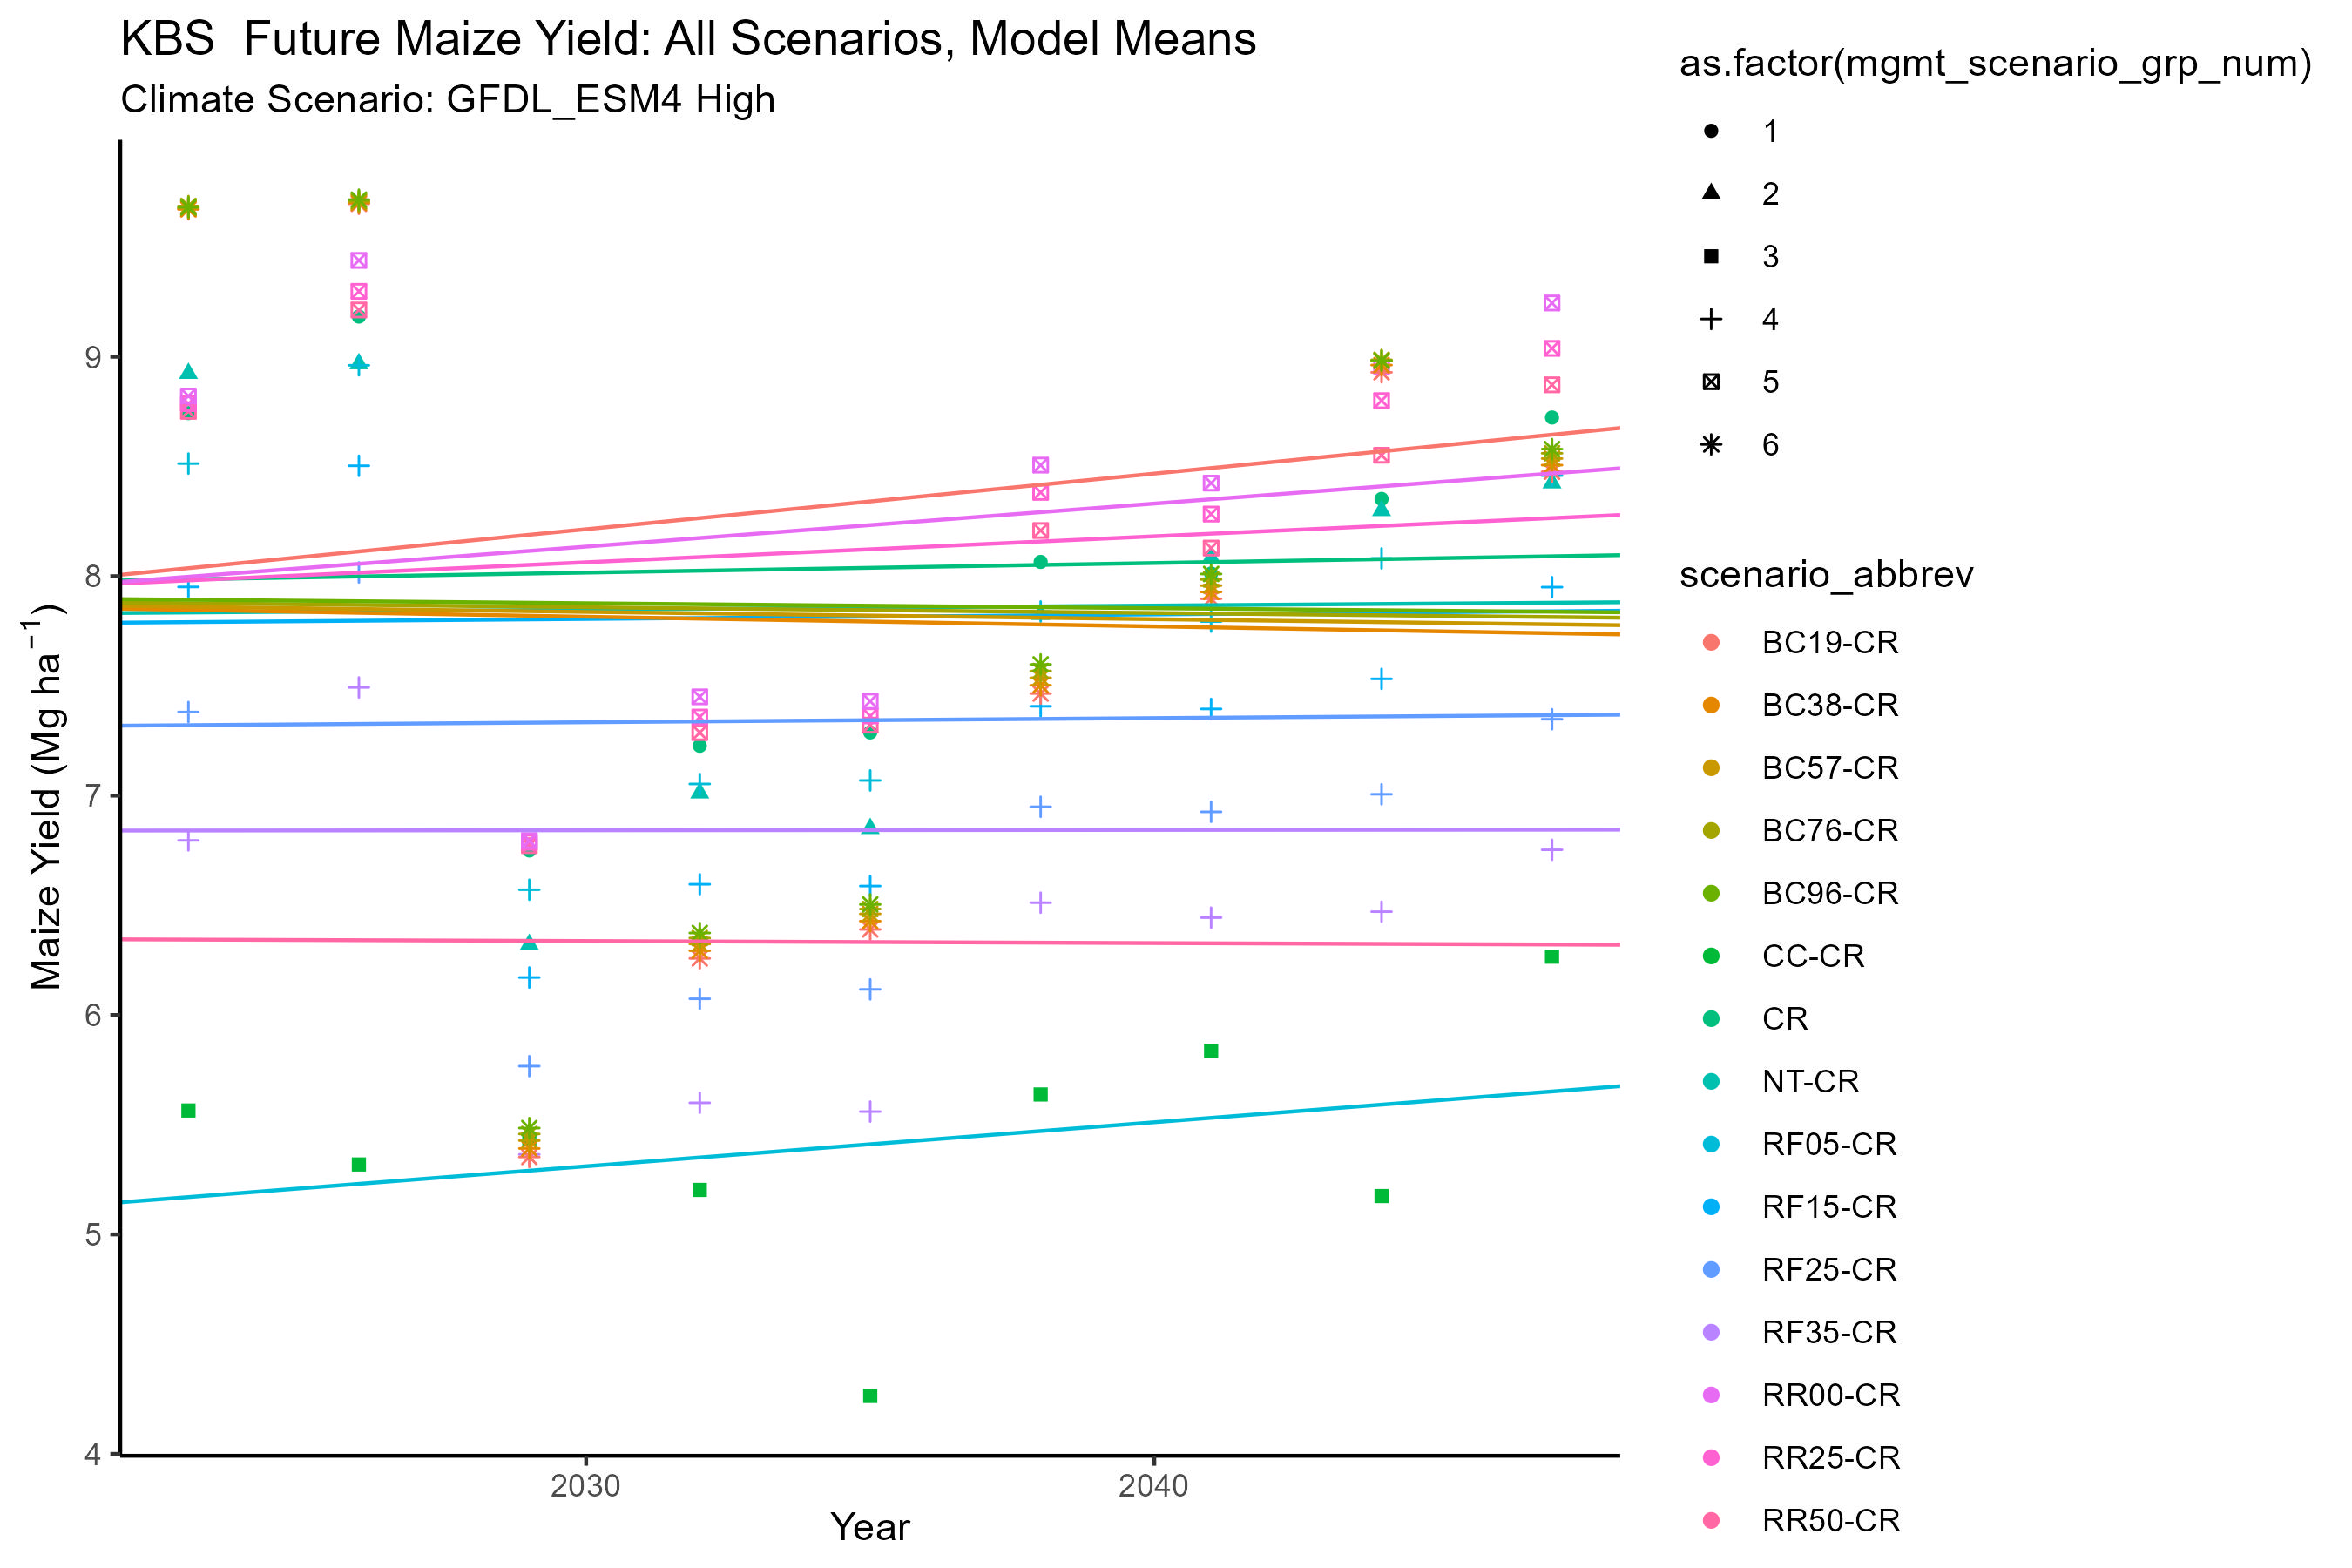 KBS  Future Maize Yield: All Scenarios, Model Means
Climate Scenario: GFDL_ESM4 High
Maize Yield (Mg ha⁻¹)
9
8
7
6
5
4
2030
2040
Year
as.factor(mgmt_scenario_grp_num)
1
2
3
4
5
6
scenario_abbrev
BC19-CR
BC38-CR
BC57-CR
BC76-CR
BC96-CR
CC-CR
CR
NT-CR
RF05-CR
RF15-CR
RF25-CR
RF35-CR
RR00-CR
RR25-CR
RR50-CR